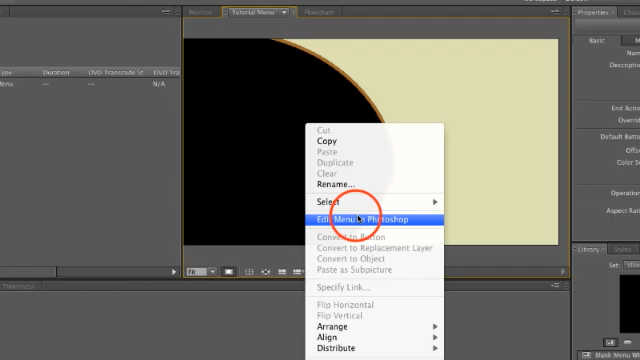 Monitor
Tutorial Menu
Flowchart
Properties
Basic
Type Duration DVD Transcode St DVD
Menu — — N/A
End Action
Override
Default Button
Offset
Color Set
Operation
Aspect Ratio
Library Styles
Set:
Cut
Copy
Paste
Duplicate
Clear
Rename...
Select
Edit Menu in Photoshop
Convert to Button
Convert to Replacement Layer
Convert to Object
Paste as Subpicture
Specify Link...
Flip Horizontal
Flip Vertical
Arrange
Align
Distribute
Fit
Timeliness
Blank Menu